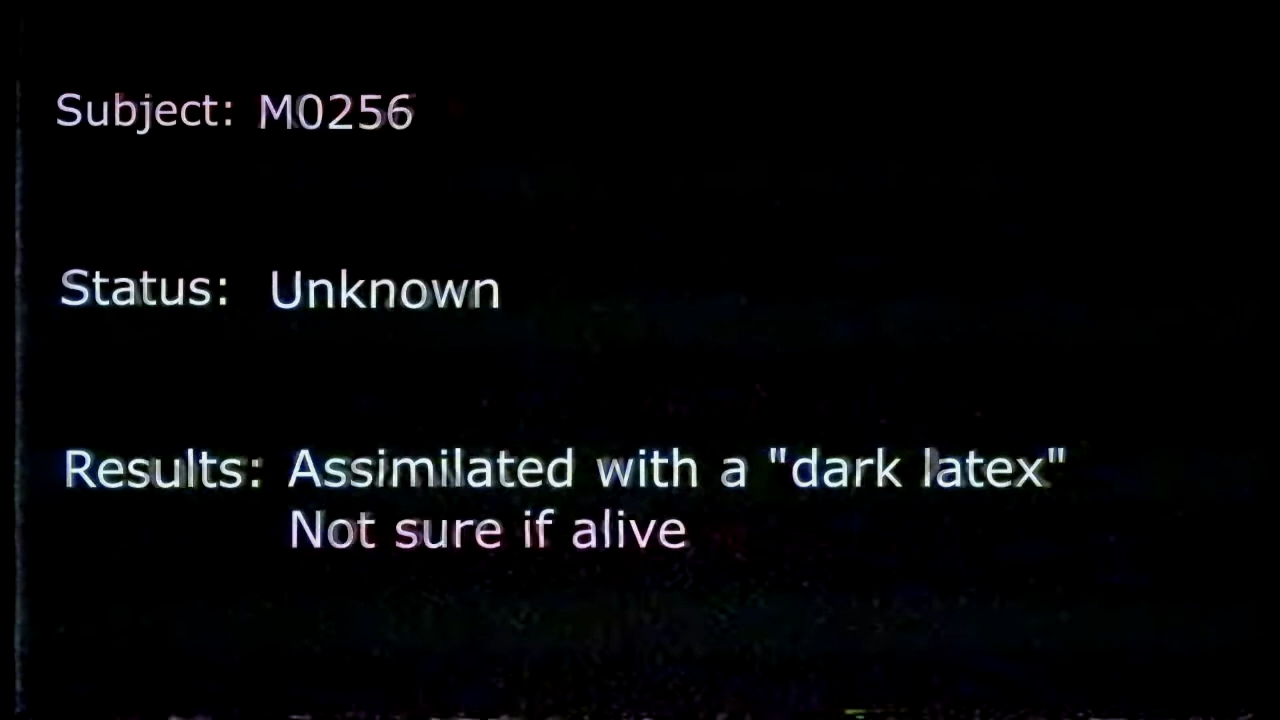 Subject: M0256
Status: Unknown
Results: Assimilated with a "dark latex"
Not sure if alive